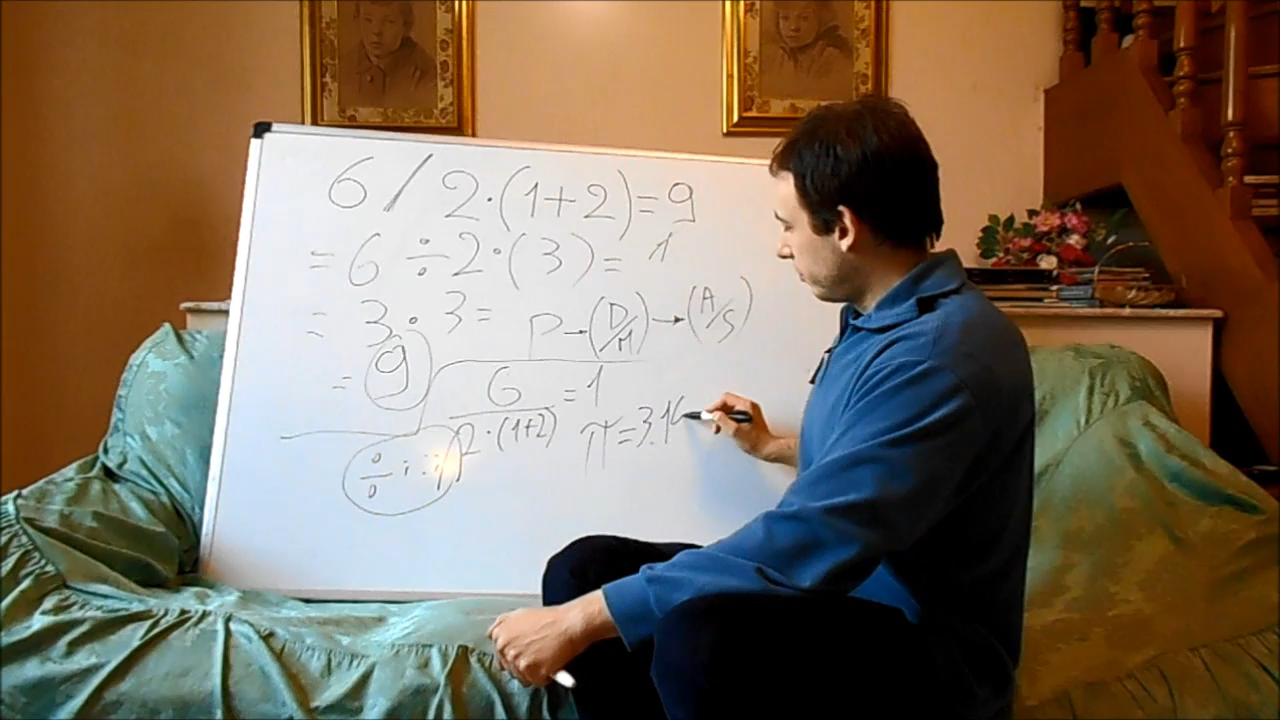 6 / 2·(1+2)=9
= 6 ÷ 2·(3)= 1
= 3·3=
P→(D/M)→(A/S)
= 9
6/2·(1+2) =1
π=3.14
÷ : /